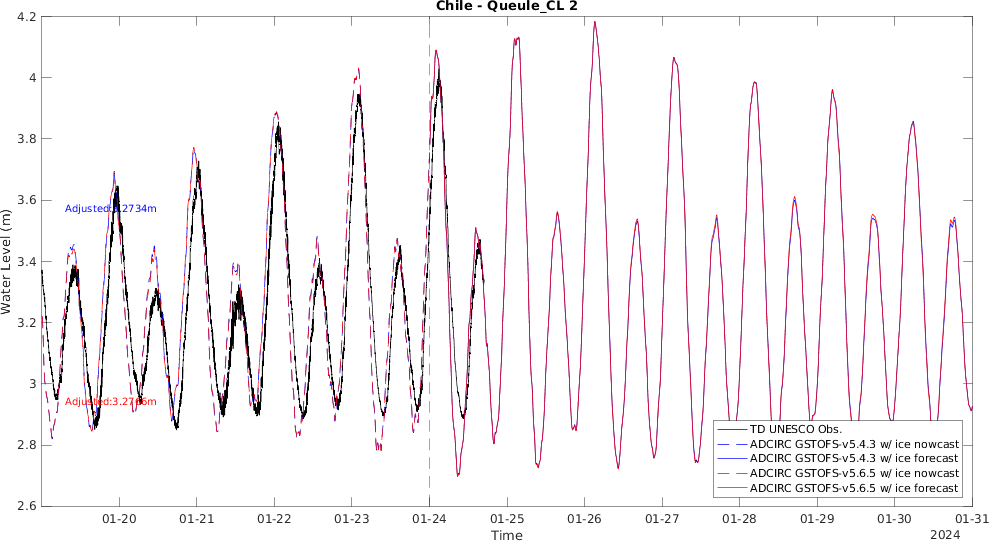 Chile - Queule_CL 2
4.2
4
3.8
3.6
3.4
3.2
3
2.8
2.6
Water Level (m)
Adjusted:3.2734m
Adjusted:3.2766m
TD UNESCO Obs.
ADCIRC GSTOFS-v5.4.3 w/ ice nowcast
ADCIRC GSTOFS-v5.4.3 w/ ice forecast
ADCIRC GSTOFS-v5.6.5 w/ ice nowcast
ADCIRC GSTOFS-v5.6.5 w/ ice forecast
01-20 01-21 01-22 01-23 01-24 01-25 01-26 01-27 01-28 01-29 01-30 01-31
Time
2024